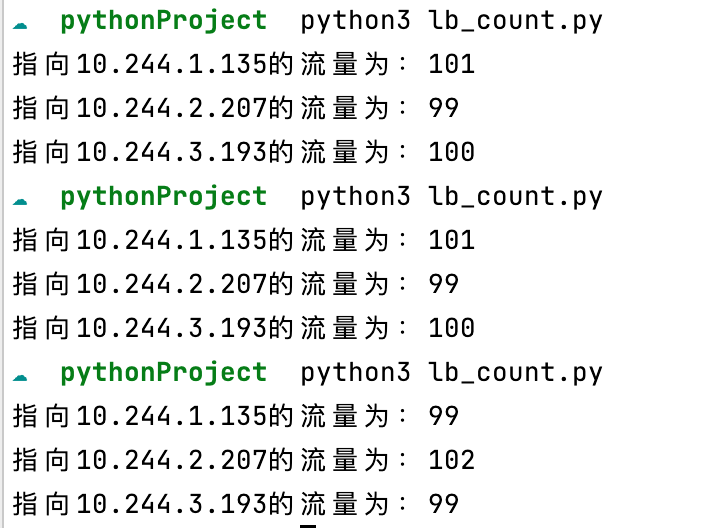 pythonProject python3 lb_count.py
指向10.244.1.135的流量为： 101
指向10.244.2.207的流量为： 99
指向10.244.3.193的流量为： 100
pythonProject python3 lb_count.py
指向10.244.1.135的流量为： 101
指向10.244.2.207的流量为： 99
指向10.244.3.193的流量为： 100
pythonProject python3 lb_count.py
指向10.244.1.135的流量为： 99
指向10.244.2.207的流量为： 102
指向10.244.3.193的流量为： 99